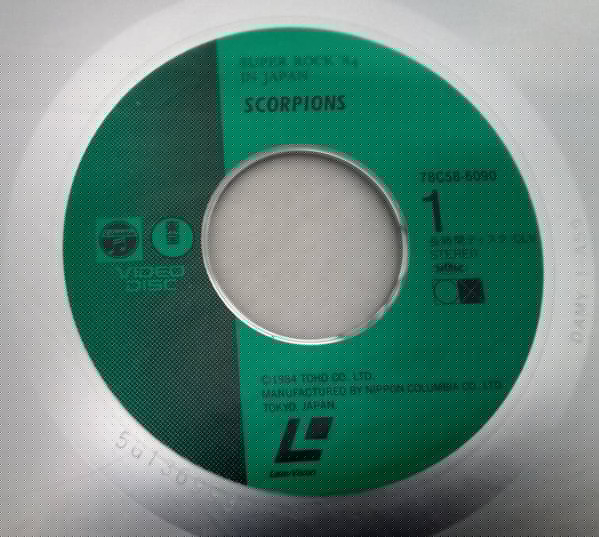 SUPER ROCK '84
IN JAPAN
SCORPIONS
78C58-6090
1
長時間ディスク CLV
STEREO
Columbia
東宝
VIDEO
DISC
©1984 TOHO CO., LTD.
MANUFACTURED BY NIPPON COLUMBIA CO., LTD.
TOKYO, JAPAN.
LaserVision